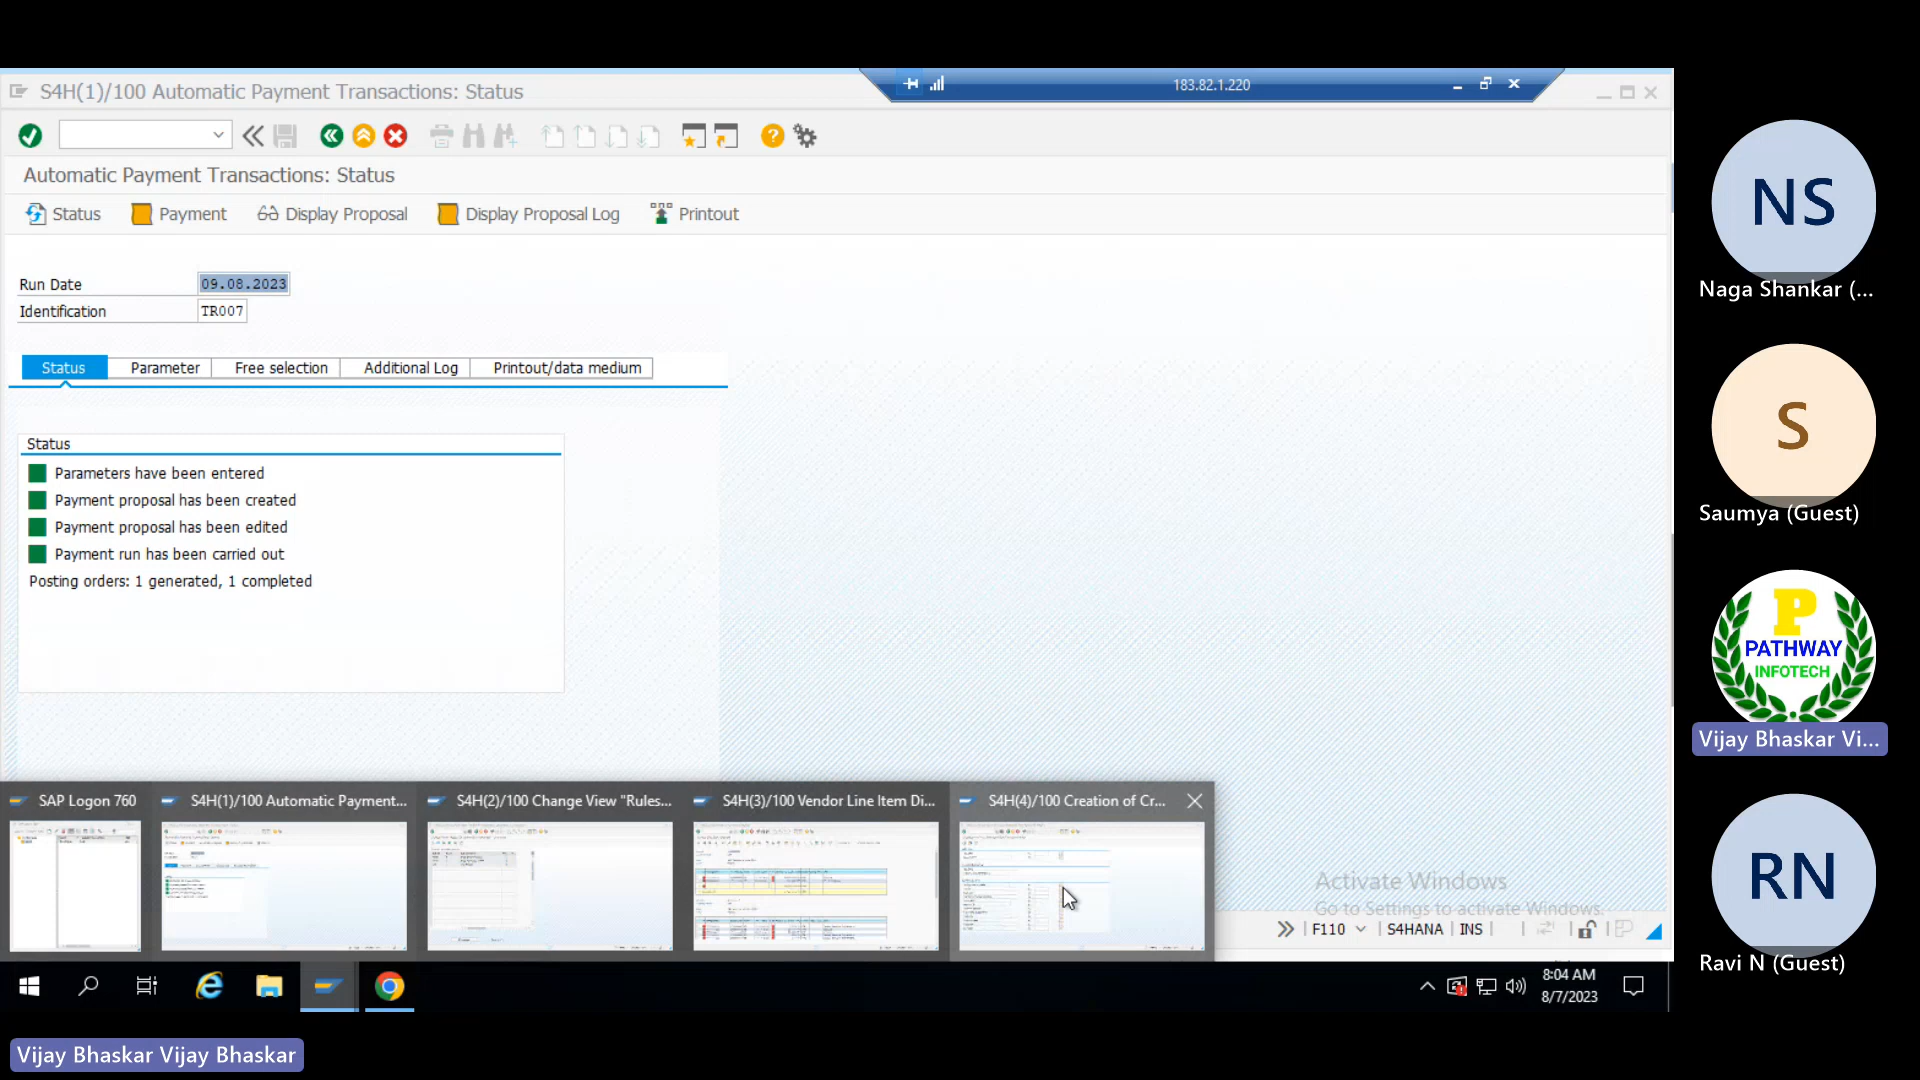 S4H(1)/100 Automatic Payment Transactions: Status
183.82.1.220
Automatic Payment Transactions: Status
Status Payment Display Proposal Display Proposal Log Printout
Run Date 09.08.2023
Identification TR007
Status Parameter Free selection Additional Log Printout/data medium
Status
Parameters have been entered
Payment proposal has been created
Payment proposal has been edited
Payment run has been carried out
Posting orders: 1 generated, 1 completed
SAP Logon 760 S4H(1)/100 Automatic Payment... S4H(2)/100 Change View "Rules... S4H(3)/100 Vendor Line Item Di... S4H(4)/100 Creation of Cr...
Activate Windows
Go to Settings to activate Windows.
F110 S4HANA INS
8:04 AM
8/7/2023
NS
Naga Shankar (...
S
Saumya (Guest)
P
PATHWAY
INFOTECH
Vijay Bhaskar Vi...
RN
Ravi N (Guest)
Vijay Bhaskar Vijay Bhaskar